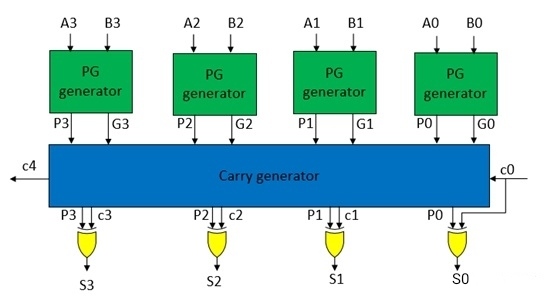 A3 B3 A2 B2 A1 B1 A0 B0
PG generator PG generator PG generator PG generator
P3 G3 P2 G2 P1 G1 P0 G0
c4 Carry generator c0
P3 c3 P2 c2 P1 c1 P0
S3 S2 S1 S0